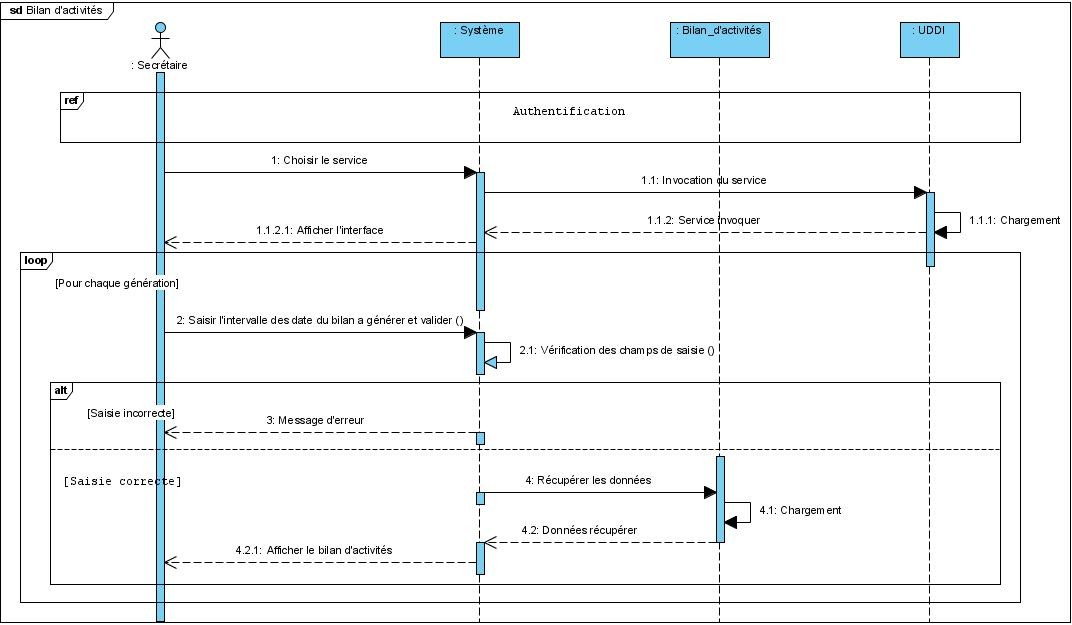 sd Bilan d'activités
: Système
: Bilan_d'activités
: UDDI
: Secrétaire
ref
Authentification
1: Choisir le service
1.1: Invocation du service
1.1.1: Chargement
1.1.2: Service invoquer
1.1.2.1: Afficher l'interface
loop
[Pour chaque génération]
2: Saisir l'intervalle des date du bilan a générer et valider ()
2.1: Vérification des champs de saisie ()
alt
[Saisie incorrecte]
3: Message d'erreur
[Saisie correcte]
4: Récupérer les données
4.1: Chargement
4.2: Données récupérer
4.2.1: Afficher le bilan d'activités